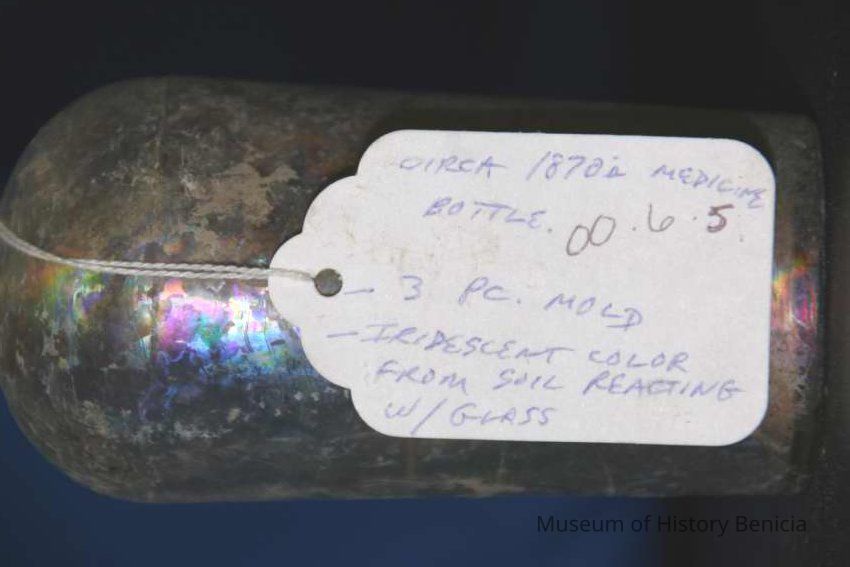 CIRCA 1870's MEDICINE
BOTTLE. 00.6.5.
- 3 PC. MOLD
- IRIDESCENT COLOR
FROM SOIL REACTING
W/ GLASS
Museum of History Benicia